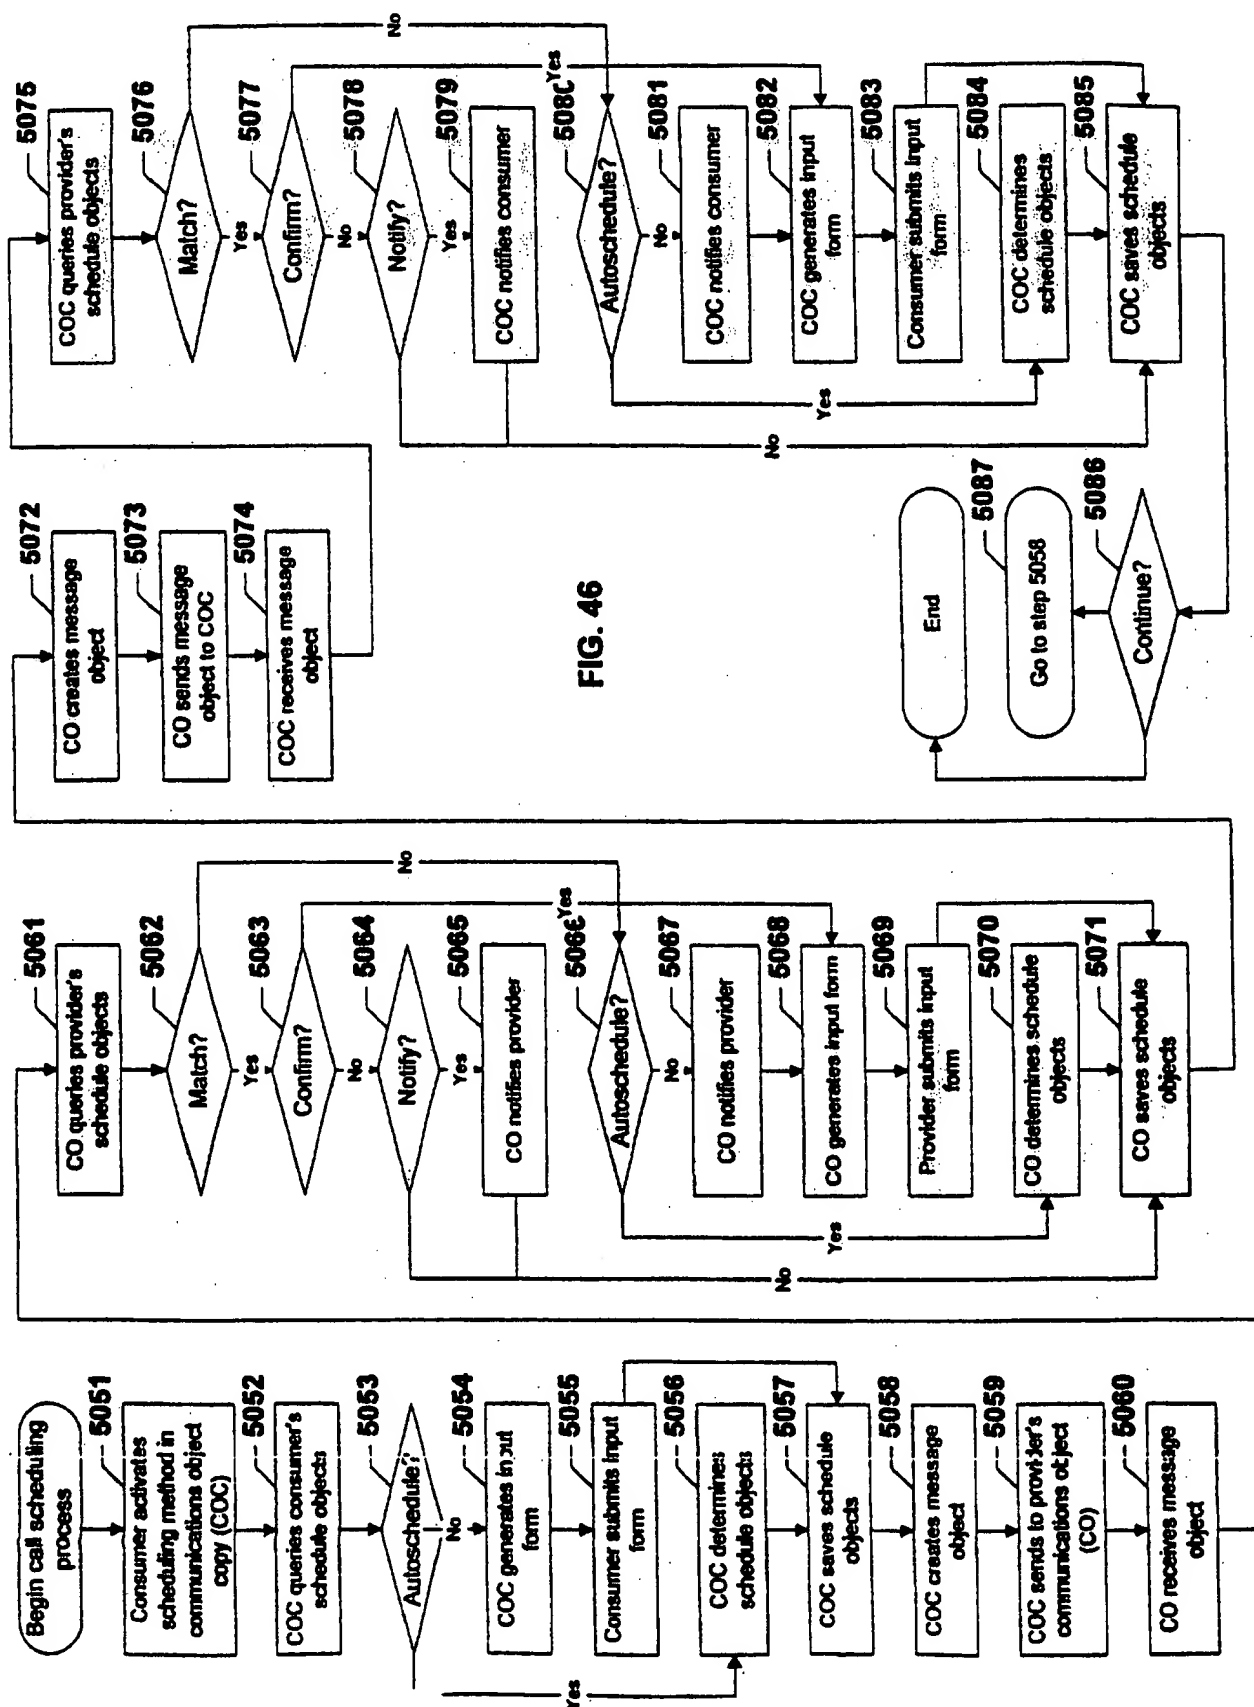 Begin call scheduling
process
5051
Consumer activates
scheduling method in
communications object
copy (COC)
5052
COC queries consumer's
schedule objects
5053
Autoschedule?
No
Yes
5054
COC generates input
form
5055
Consumer submits input
form
5056
COC determines
schedule objects
5057
COC saves schedule
objects
5058
COC creates message
object
5059
COC sends to provider's
communications object
(CO)
5060
CO receives message
object
5061
CO queries provider's
schedule objects
5062
Match?
Yes
No
5063
Confirm?
No
Yes
5064
Notify?
Yes
No
5065
CO notifies provider
5066
Autoschedule?
No
Yes
5067
CO notifies provider
5068
CO generates input form
5069
Provider submits input
form
5070
CO determines schedule
objects
5071
CO saves schedule
objects
5072
CO creates message
object
5073
CO sends message
object to COC
5074
COC receives message
object
5075
COC queries provider's
schedule objects
5076
Match?
Yes
No
5077
Confirm?
No
Yes
5078
Notify?
Yes
No
5079
COC notifies consumer
5080
Autoschedule?
No
Yes
5081
COC notifies consumer
5082
COC generates input
form
5083
Consumer submits input
form
5084
COC determines
schedule objects
5085
COC saves schedule
objects
5086
Continue?
5087
Go to step 5058
End
FIG. 46